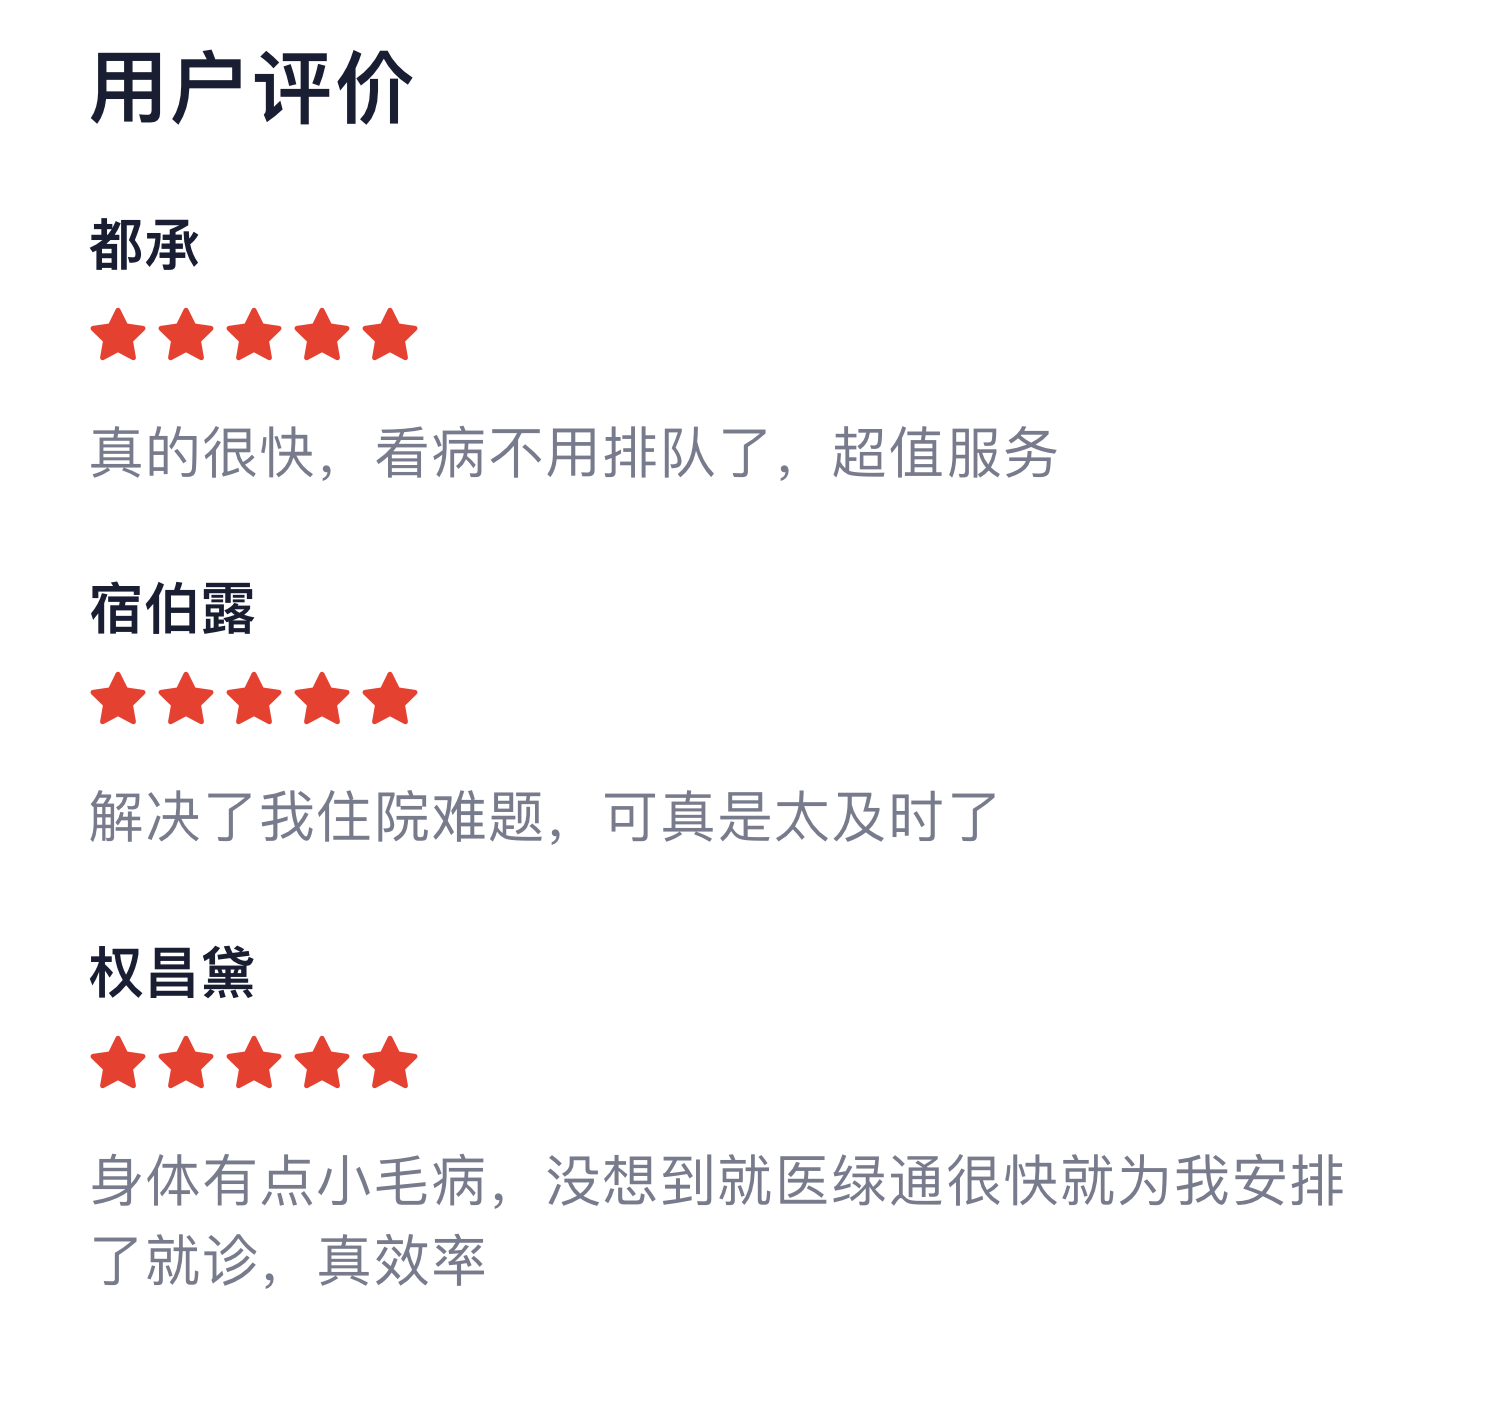 用户评价
都承
真的很快，看病不用排队了，超值服务
宿伯露
解决了我住院难题，可真是太及时了
权昌黛
身体有点小毛病，没想到就医绿通很快就为我安排
了就诊，真效率